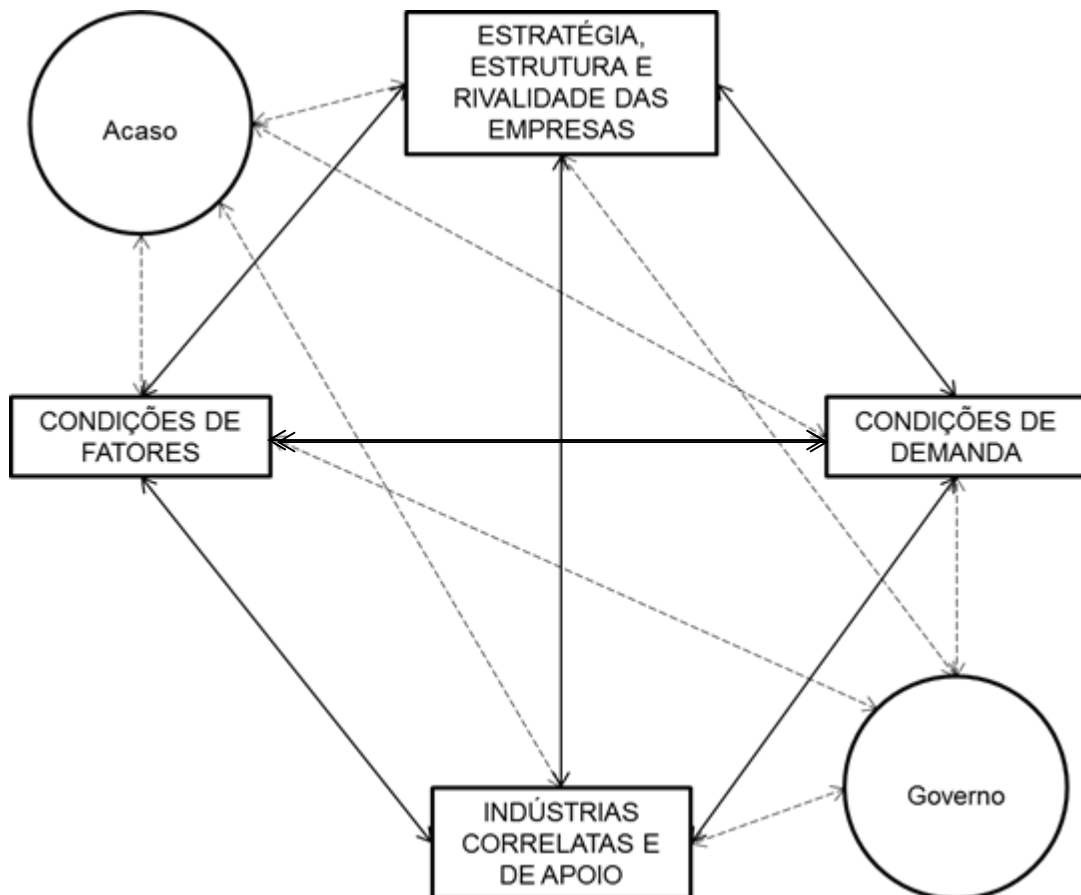 ESTRATÉGIA,
ESTRUTURA E
RIVALIDADE DAS
EMPRESAS
Acaso
CONDIÇÕES DE
FATORES
CONDIÇÕES DE
DEMANDA
INDÚSTRIAS
CORRELATAS E
DE APOIO
Governo